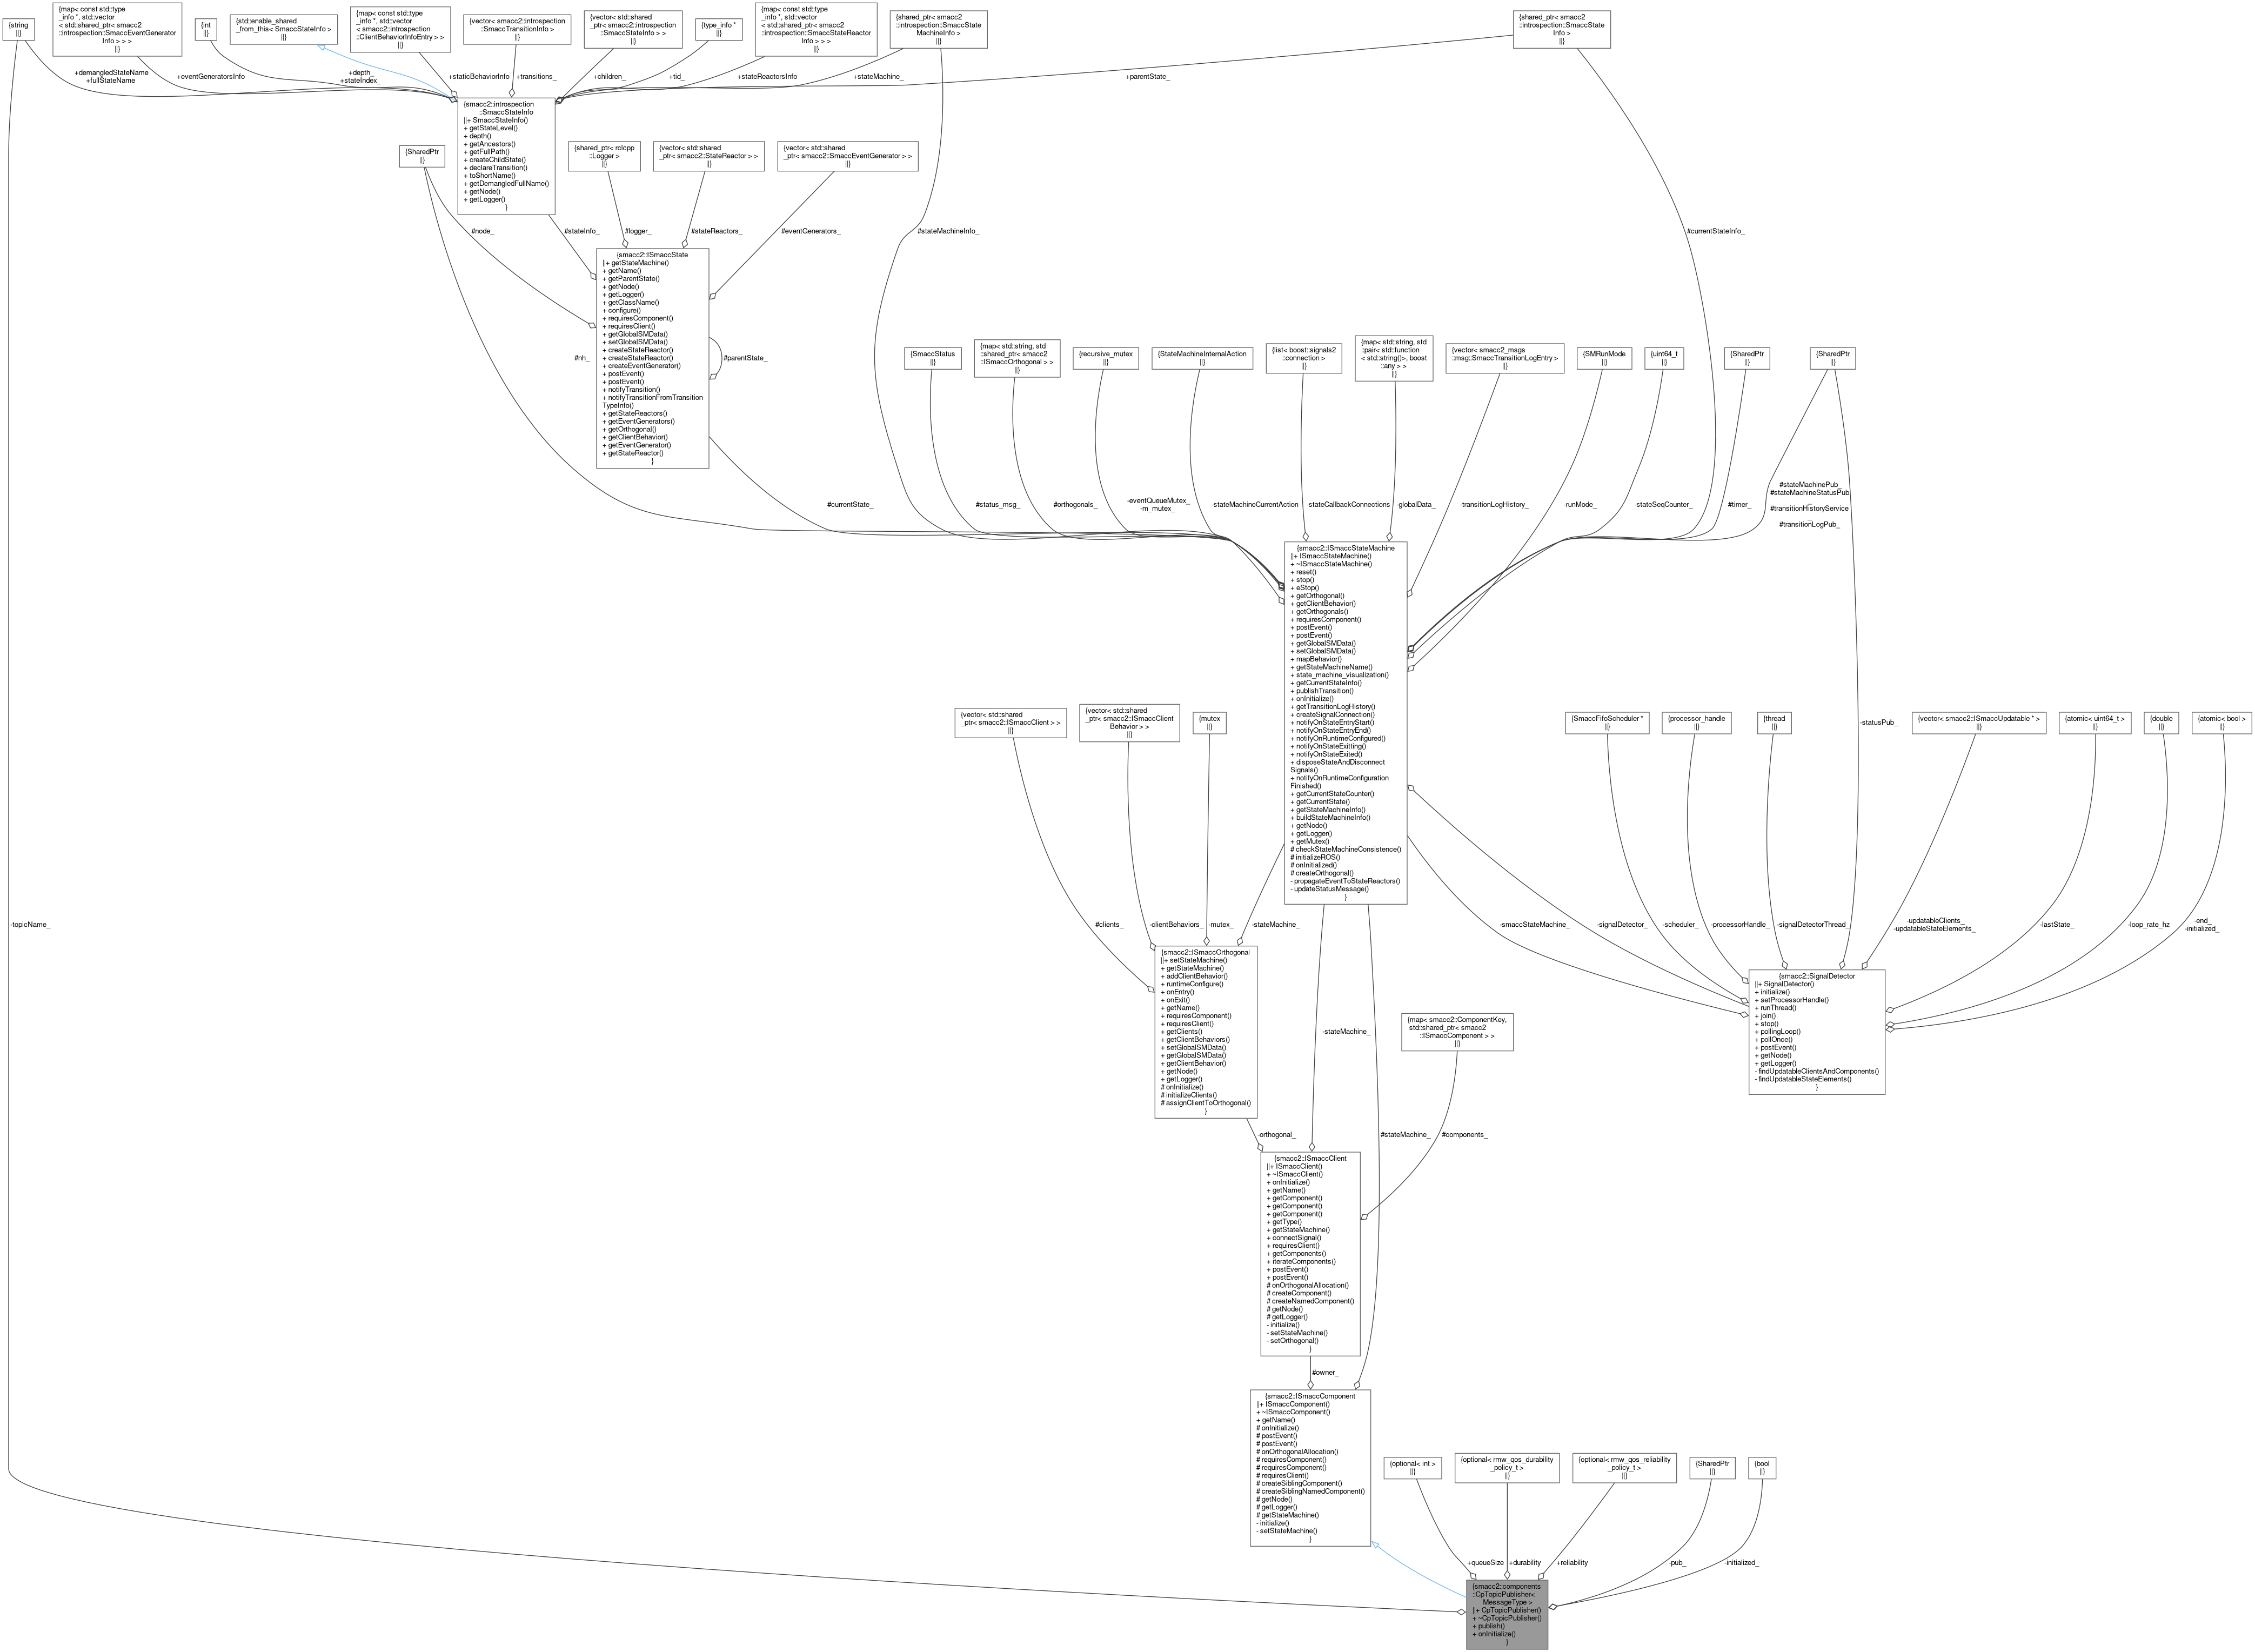 {string
||}
{map< const std::type
_info *, std::vector
< std::shared_ptr< smacc2
::introspection::SmaccEventGenerator
Info > > >
||}
{int
||}
{std::enable_shared
_from_this< SmaccStateInfo >
||}
{map< const std::type
_info *, std::vector
< smacc2::introspection
::ClientBehaviorInfoEntry > >
||}
{vector< smacc2::introspection
::SmaccTransitionInfo >
||}
{vector< std::shared
_ptr< smacc2::introspection
::SmaccStateInfo > >
||}
{type_info *
||}
{map< const std::type
_info *, std::vector
< std::shared_ptr< smacc2
::introspection::SmaccStateReactor
Info > > >
||}
{shared_ptr< smacc2
::introspection::SmaccState
MachineInfo >
||}
{shared_ptr< smacc2
::introspection::SmaccState
Info >
||}
+demangledStateName
+fullStateName
+eventGeneratorsInfo
+depth_
+stateIndex_
+staticBehaviorInfo
+transitions_
+children_
+tid_
+stateReactorsInfo
+stateMachine_
+parentState_
{smacc2::introspection
::SmaccStateInfo
||+ SmaccStateInfo()
+ getStateLevel()
+ depth()
+ getAncestors()
+ getFullPath()
+ createChildState()
+ declareTransition()
+ toShortName()
+ getDemangledFullName()
+ getNode()
+ getLogger()
}
{SharedPtr
||}
{shared_ptr< rclcpp
::Logger >
||}
{vector< std::shared
_ptr< smacc2::StateReactor > >
||}
{vector< std::shared
_ptr< smacc2::SmaccEventGenerator > >
||}
#node_
#stateInfo_
#logger_
#stateReactors_
#eventGenerators_
#stateMachineInfo_
#currentStateInfo_
{smacc2::ISmaccState
||+ getStateMachine()
+ getName()
+ getParentState()
+ getNode()
+ getLogger()
+ getClassName()
+ configure()
+ requiresComponent()
+ requiresClient()
+ getGlobalSMData()
+ setGlobalSMData()
+ createStateReactor()
+ createStateReactor()
+ createEventGenerator()
+ postEvent()
+ postEvent()
+ notifyTransition()
+ notifyTransitionFromTransition
TypeInfo()
+ getStateReactors()
+ getEventGenerators()
+ getOrthogonal()
+ getClientBehavior()
+ getEventGenerator()
+ getStateReactor()
}
#nh_
#parentState_
{SmaccStatus
||}
{map< std::string, std
::shared_ptr< smacc2
::ISmaccOrthogonal > >
||}
{recursive_mutex
||}
{StateMachineInternalAction
||}
{list< boost::signals2
::connection >
||}
{map< std::string, std
::pair< std::function
< std::string()>, boost
::any > >
||}
{vector< smacc2_msgs
::msg::SmaccTransitionLogEntry >
||}
{SMRunMode
||}
{uint64_t
||}
{SharedPtr
||}
{SharedPtr
||}
#currentState_
#status_msg_
#orthogonals_
-eventQueueMutex_
-m_mutex_
-stateMachineCurrentAction
-stateCallbackConnections
-globalData_
-transitionLogHistory_
-runMode_
-stateSeqCounter_
#timer_
#stateMachinePub_
#stateMachineStatusPub
_
#transitionHistoryService
_
#transitionLogPub_
{smacc2::ISmaccStateMachine
||+ ISmaccStateMachine()
+ ~ISmaccStateMachine()
+ reset()
+ stop()
+ eStop()
+ getOrthogonal()
+ getClientBehavior()
+ getOrthogonals()
+ requiresComponent()
+ postEvent()
+ postEvent()
+ getGlobalSMData()
+ setGlobalSMData()
+ mapBehavior()
+ getStateMachineName()
+ state_machine_visualization()
+ getCurrentStateInfo()
+ publishTransition()
+ onInitialize()
+ getTransitionLogHistory()
+ createSignalConnection()
+ notifyOnStateEntryStart()
+ notifyOnStateEntryEnd()
+ notifyOnRuntimeConfigured()
+ notifyOnStateExitting()
+ notifyOnStateExited()
+ disposeStateAndDisconnect
Signals()
+ notifyOnRuntimeConfiguration
Finished()
+ getCurrentStateCounter()
+ getCurrentState()
+ getStateMachineInfo()
+ buildStateMachineInfo()
+ getNode()
+ getLogger()
+ getMutex()
# checkStateMachineConsistence()
# initializeROS()
# onInitialized()
# createOrthogonal()
- propagateEventToStateReactors()
- updateStatusMessage()
}
{vector< std::shared
_ptr< smacc2::ISmaccClient > >
||}
{vector< std::shared
_ptr< smacc2::ISmaccClient
Behavior > >
||}
{mutex
||}
{SmaccFifoScheduler *
||}
{processor_handle
||}
{thread
||}
-statusPub_
{vector< smacc2::ISmaccUpdatable * >
||}
{atomic< uint64_t >
||}
{double
||}
{atomic< bool >
||}
-topicName_
#clients_
-clientBehaviors_
-mutex_
-stateMachine_
-smaccStateMachine_
-signalDetector_
-scheduler_
-processorHandle_
-signalDetectorThread_
-updatableClients_
-updatableStateElements_
-lastState_
-loop_rate_hz
-end_
-initialized_
{smacc2::ISmaccOrthogonal
||+ setStateMachine()
+ getStateMachine()
+ addClientBehavior()
+ runtimeConfigure()
+ onEntry()
+ onExit()
+ getName()
+ requiresComponent()
+ requiresClient()
+ getClients()
+ getClientBehaviors()
+ setGlobalSMData()
+ getGlobalSMData()
+ getClientBehavior()
+ getNode()
+ getLogger()
# onInitialize()
# initializeClients()
# assignClientToOrthogonal()
}
{smacc2::SignalDetector
||+ SignalDetector()
+ initialize()
+ setProcessorHandle()
+ runThread()
+ join()
+ stop()
+ pollingLoop()
+ pollOnce()
+ postEvent()
+ getNode()
+ getLogger()
- findUpdatableClientsAndComponents()
- findUpdatableStateElements()
}
-stateMachine_
{map< smacc2::ComponentKey,
std::shared_ptr< smacc2
::ISmaccComponent > >
||}
-orthogonal_
#stateMachine_
#components_
{smacc2::ISmaccClient
||+ ISmaccClient()
+ ~ISmaccClient()
+ onInitialize()
+ getName()
+ getComponent()
+ getComponent()
+ getComponent()
+ getType()
+ getStateMachine()
+ connectSignal()
+ requiresClient()
+ getComponents()
+ iterateComponents()
+ postEvent()
+ postEvent()
# onOrthogonalAllocation()
# createComponent()
# createNamedComponent()
# getNode()
# getLogger()
- initialize()
- setStateMachine()
- setOrthogonal()
}
#owner_
{smacc2::ISmaccComponent
||+ ISmaccComponent()
+ ~ISmaccComponent()
+ getName()
# onInitialize()
# postEvent()
# postEvent()
# onOrthogonalAllocation()
# requiresComponent()
# requiresComponent()
# requiresClient()
# createSiblingComponent()
# createSiblingNamedComponent()
# getNode()
# getLogger()
# getStateMachine()
- initialize()
- setStateMachine()
}
{optional< int >
||}
{optional< rmw_qos_durability
_policy_t >
||}
{optional< rmw_qos_reliability
_policy_t >
||}
{SharedPtr
||}
{bool
||}
+queueSize
+durability
+reliability
-pub_
-initialized_
{smacc2::components
::CpTopicPublisher<
MessageType >
||+ CpTopicPublisher()
+ ~CpTopicPublisher()
+ publish()
+ onInitialize()
}